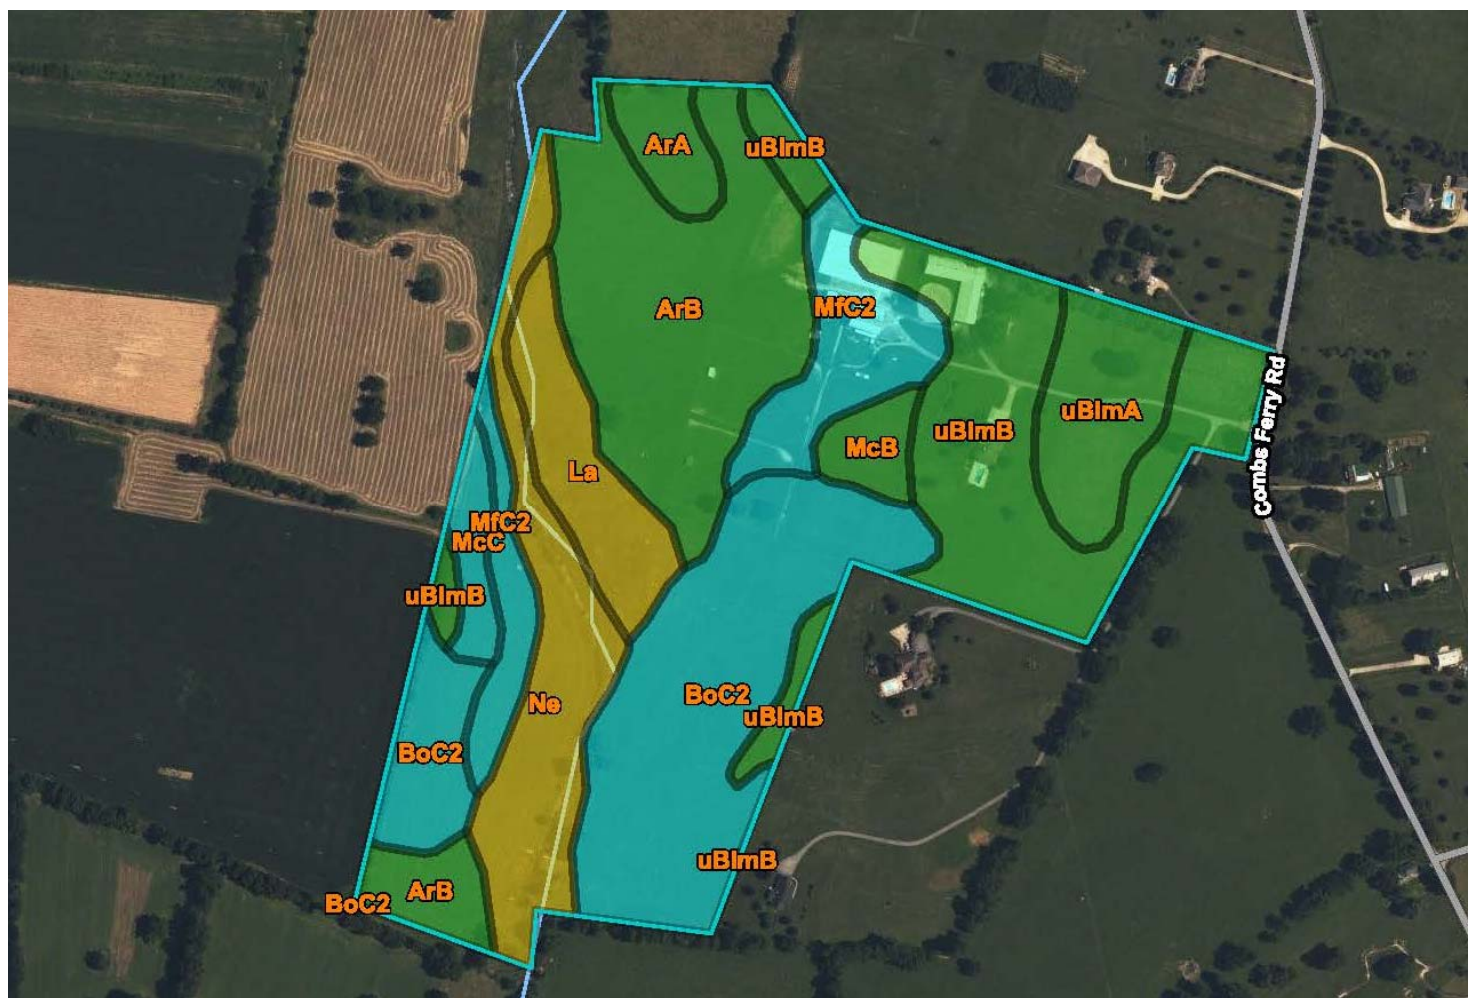 ArA
uBlmB
ArB
MfC2
uBlmA
Combs Ferry Rd
uBlmB
McB
La
MfC2
McC
uBlmB
BoC2
Ne
uBlmB
BoC2
uBlmB
ArB
BoC2